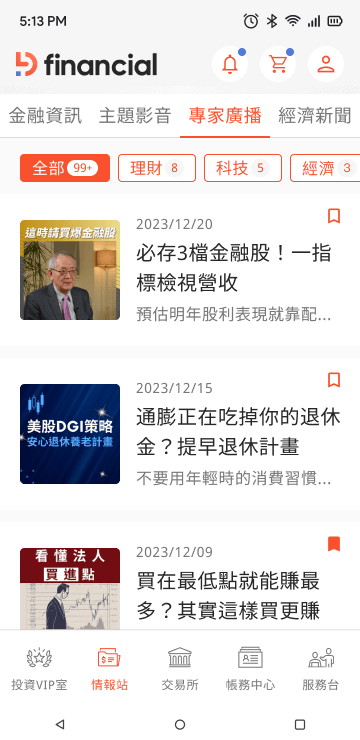 5:13 PM
financial
金融資訊 主題影音 專家廣播 經濟新聞
全部 99+ 理財 8 科技 5 經濟 3
這時請買爆金融股
2023/12/20
必存3檔金融股！一指
標檢視營收
預估明年股利表現就靠配...
美股DGI策略
安心退休養老計畫
2023/12/15
通膨正在吃掉你的退休
金？提早退休計畫
不要用年輕時的消費習慣...
看懂法人
買進點
2023/12/09
買在最低點就能賺最
多？其實這樣買更賺
投資VIP室 情報站 交易所 帳務中心 服務台